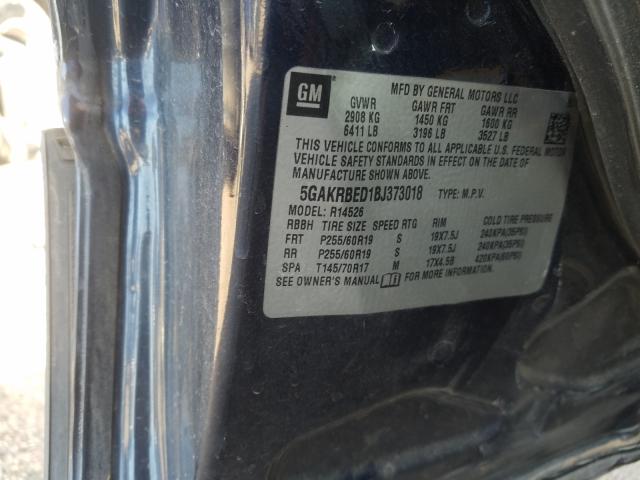 GM
MFD BY GENERAL MOTORS LLC
GVWR GAWR FRT GAWR RR
2908 KG 1450 KG 1600 KG
6411 LB 3196 LB 3527 LB
THIS VEHICLE CONFORMS TO ALL APPLICABLE U.S. FEDERAL MOTOR
VEHICLE SAFETY STANDARDS IN EFFECT ON THE DATE OF
MANUFACTURE SHOWN ABOVE.
5GAKRBED1BJ373018 TYPE: M.P.V.
MODEL: R14526
RBBH TIRE SIZE SPEED RTG RIM COLD TIRE PRESSURE
FRT P255/60R19 S 19X7.5J 240KPA(35PSI)
RR P255/60R19 S 19X7.5J 240KPA(35PSI)
SPA T145/70R17 M 17X4.5B 420KPA(60PSI)
SEE OWNER'S MANUAL FOR MORE INFORMATION.